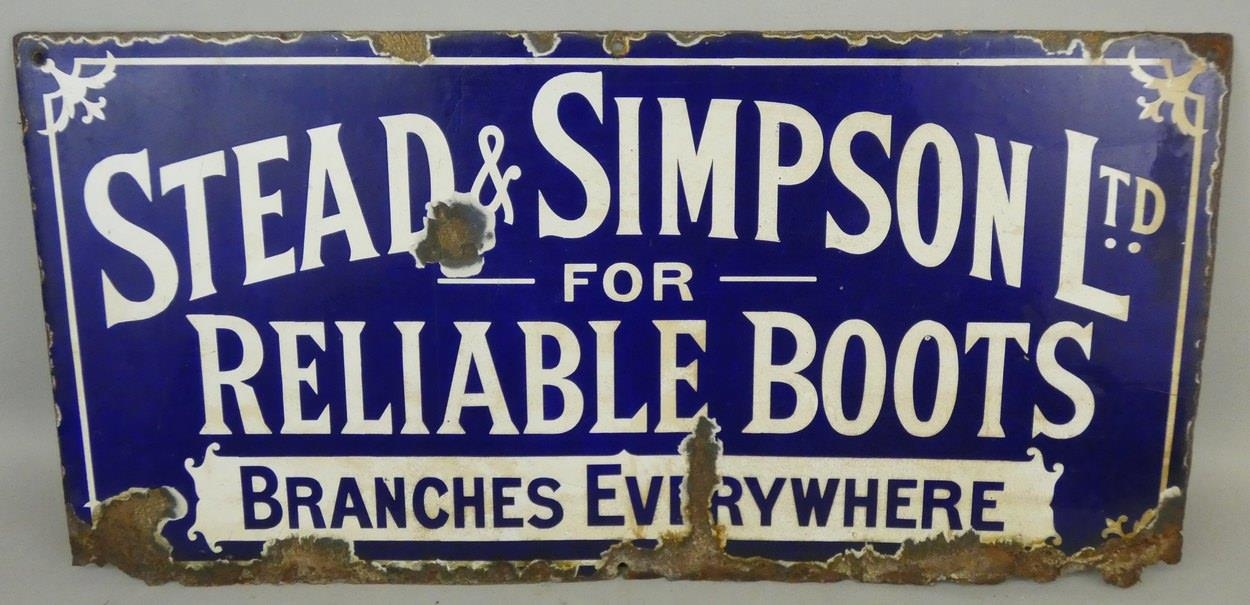 STEAD & SIMPSON LTD
FOR
RELIABLE BOOTS
BRANCHES EVERYWHERE